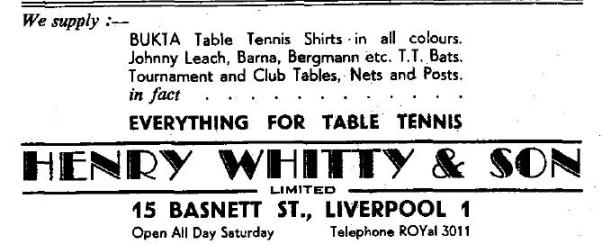 We supply :—
BUKTA Table Tennis Shirts in all colours.
Johnny Leach, Barna, Bergmann etc. T.T. Bats.
Tournament and Club Tables, Nets and Posts.
in fact . . . . . . . . . . . .
EVERYTHING FOR TABLE TENNIS
HENRY WHITTY & SON
LIMITED
15 BASNETT ST., LIVERPOOL 1
Open All Day Saturday Telephone ROYal 3011